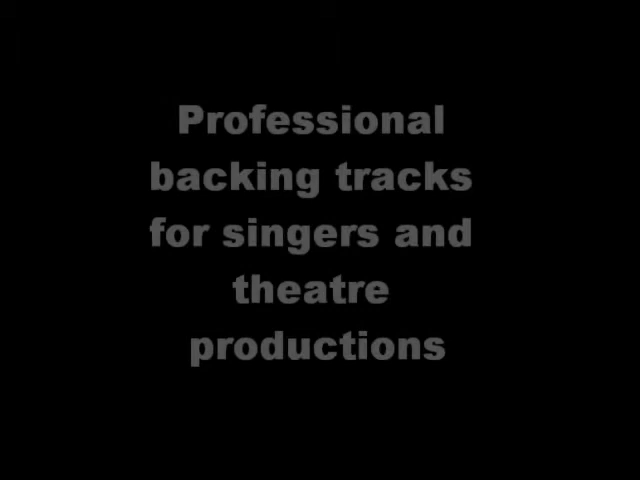 Professional
backing tracks
for singers and
theatre
productions